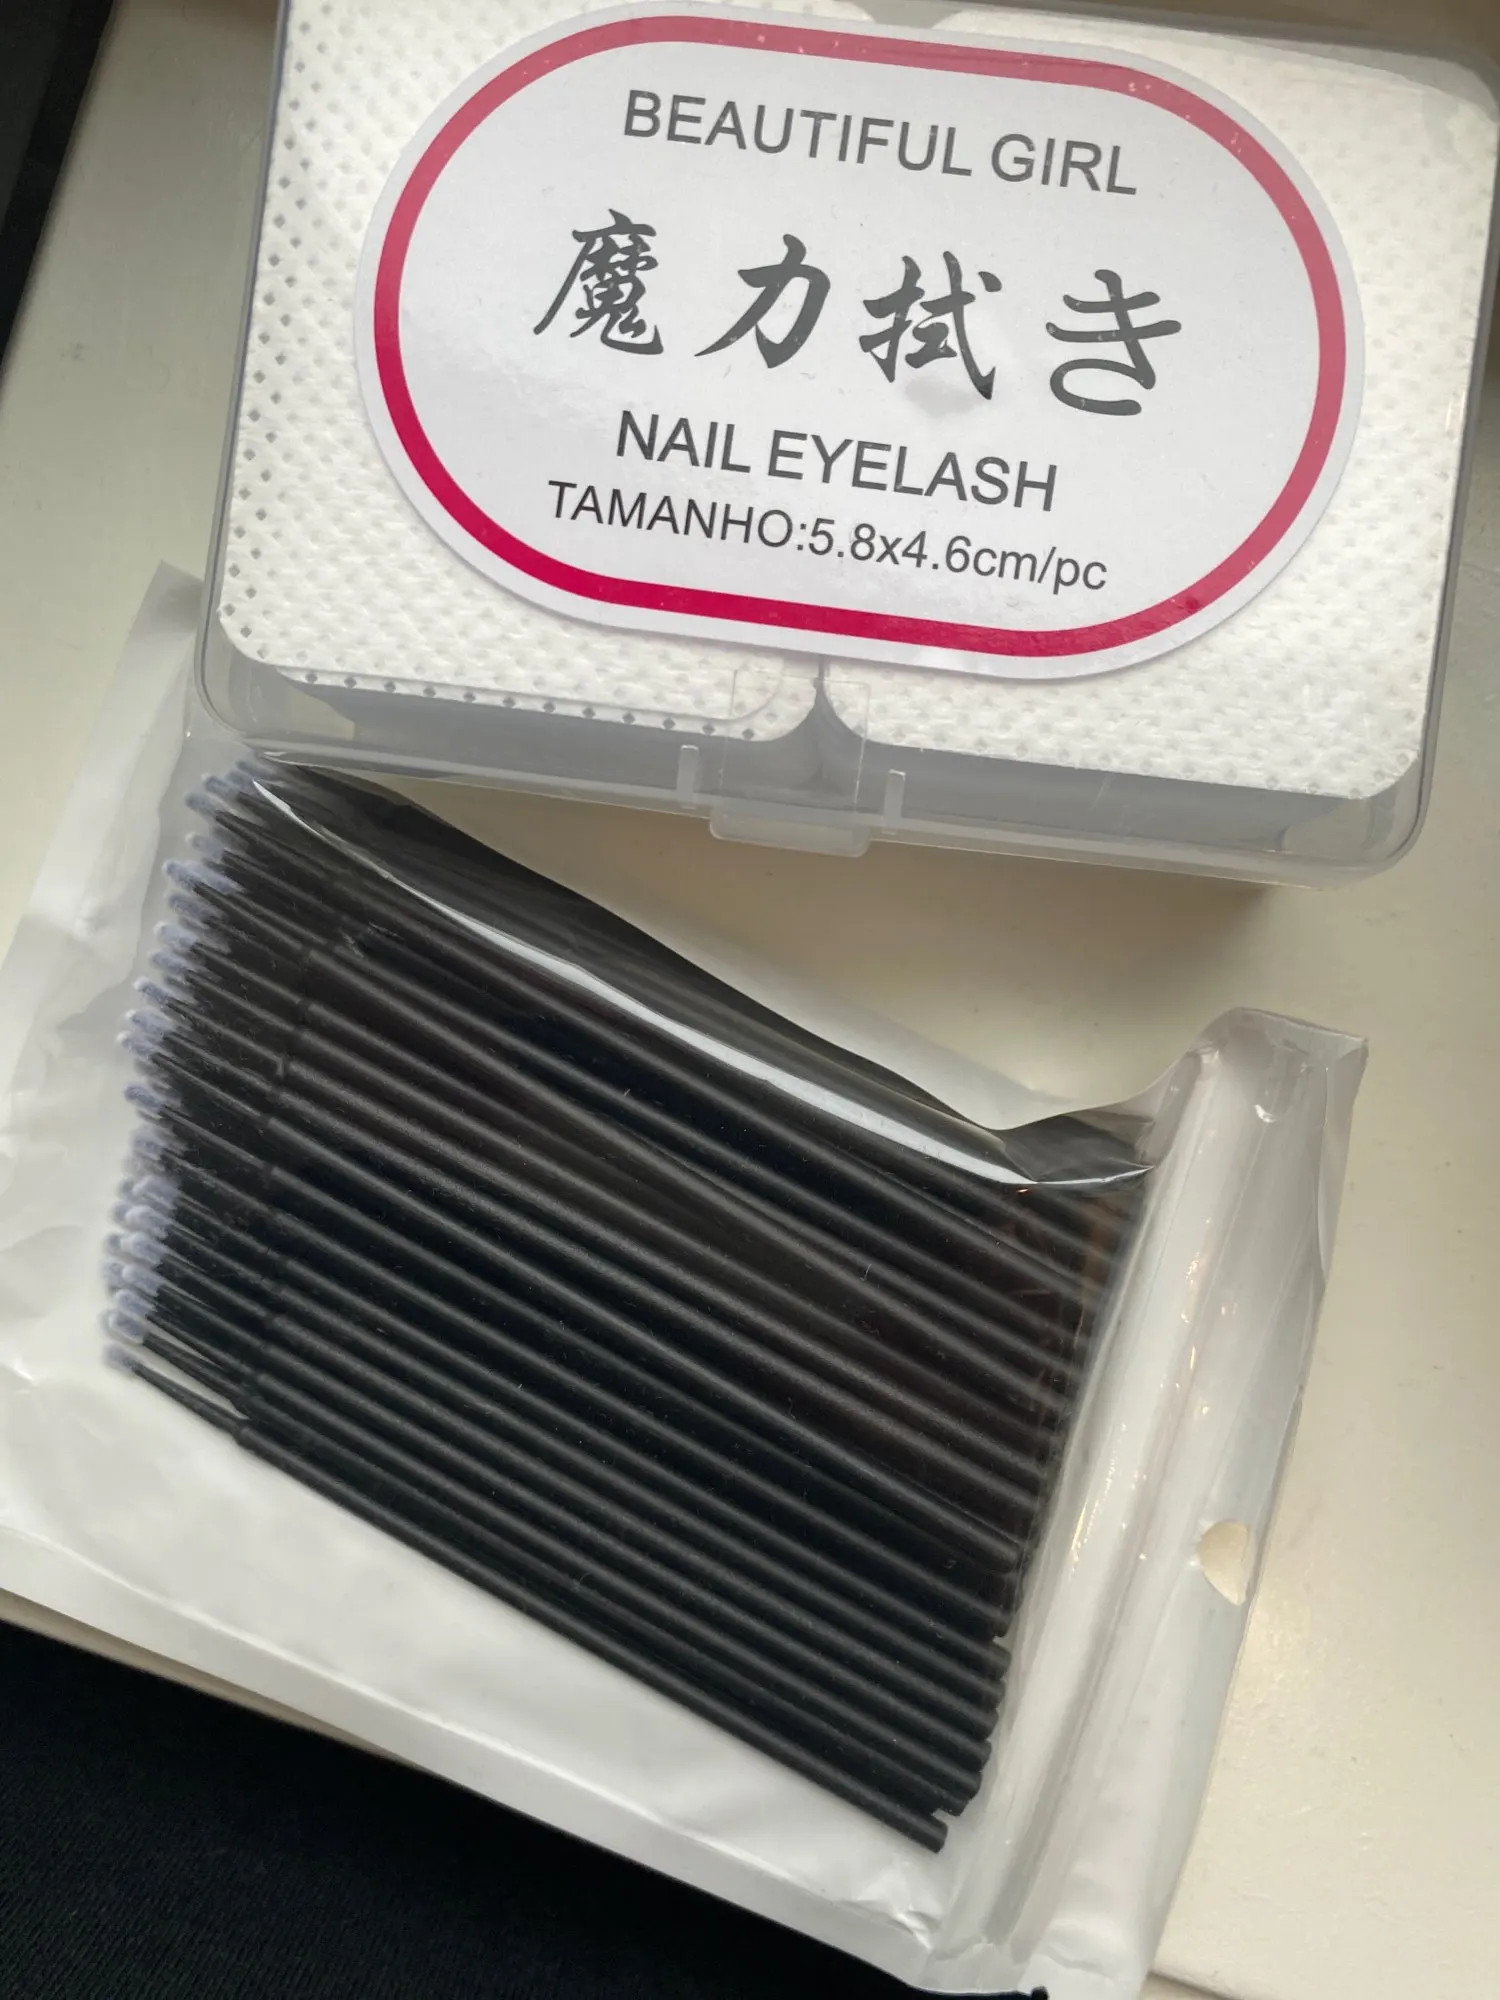 BEAUTIFUL GIRL
魔力拭き
NAIL EYELASH
TAMANHO:5.8x4.6cm/pc